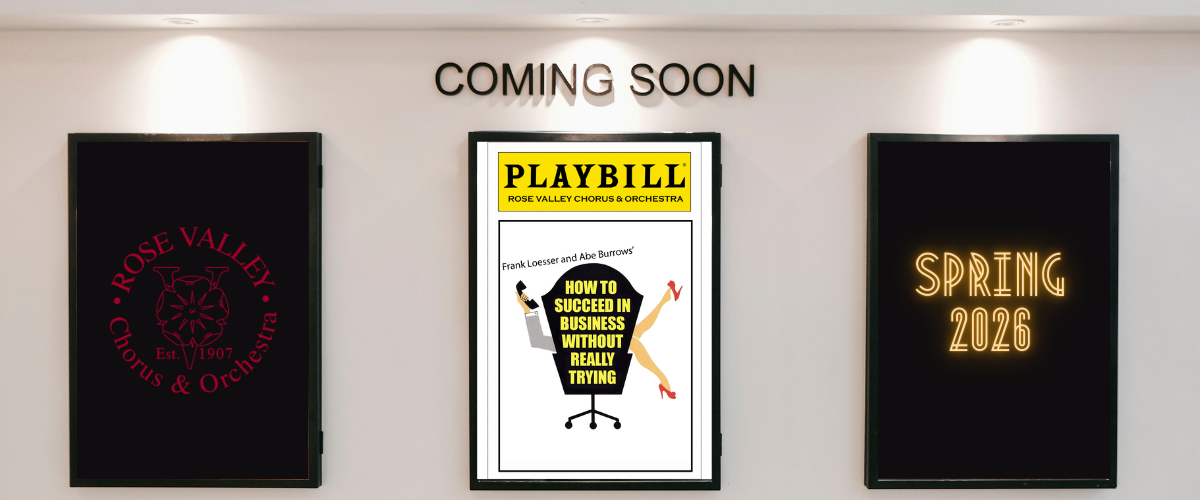 COMING SOON
ROSE VALLEY
Est. 1907
Chorus & Orchestra
PLAYBILL®
ROSE VALLEY CHORUS & ORCHESTRA
Frank Loesser and Abe Burrows'
HOW TO
SUCCEED IN
BUSINESS
WITHOUT
REALLY
TRYING
SPRING
2026